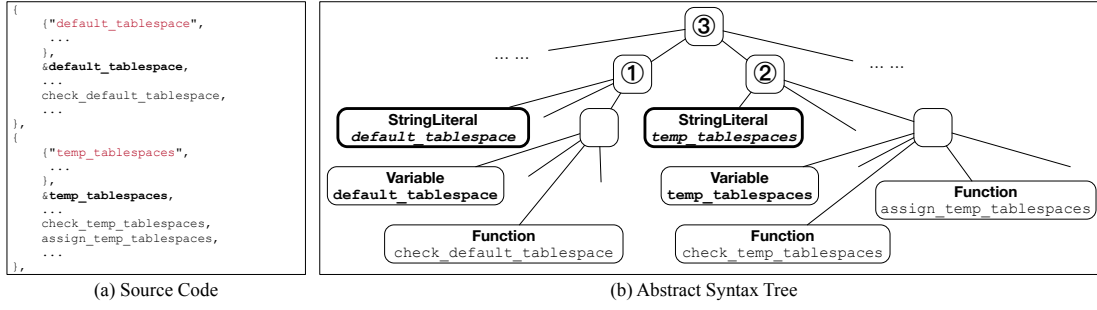 {
{"default_tablespace",
...
},
&default_tablespace,
...
check_default_tablespace,
...
},
{
{"temp_tablespaces",
...
},
&temp_tablespaces,
...
check_temp_tablespaces,
assign_temp_tablespaces,
...
},
(a) Source Code
③
... ...
... ...
①
②
StringLiteral
default_tablespace
StringLiteral
temp_tablespaces
Variable
default_tablespace
Variable
temp_tablespaces
Function
assign_temp_tablespaces
Function
check_default_tablespace
Function
check_temp_tablespaces
(b) Abstract Syntax Tree